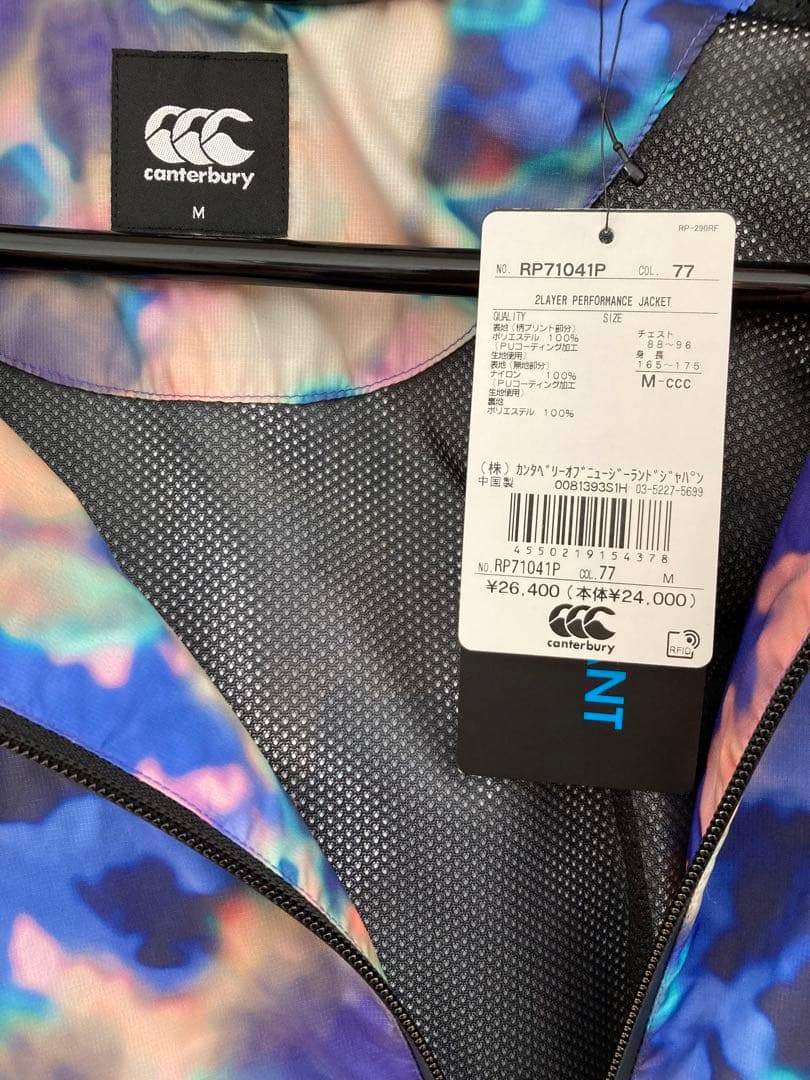 canterbury
M
RP-290RF
NO. RP71041P COL. 77
2LAYER PERFORMANCE JACKET
QUALITY SIZE
表地(柄プリント部分)
ポリエステル 100%
(PUコーティング加工
生地使用)
表地(無地部分)
ナイロン 100%
(PUコーティング加工
生地使用)
裏地
ポリエステル 100%
チェスト
88~96
身長
165~175
M-ccc
(株) カンタベリーオブニュージーランドジャパン
中国製 0081393S1H 03-5227-5699
4550219154378
NO. RP71041P COL. 77 M
¥26,400 (本体¥24,000)
canterbury
RFID
ANT